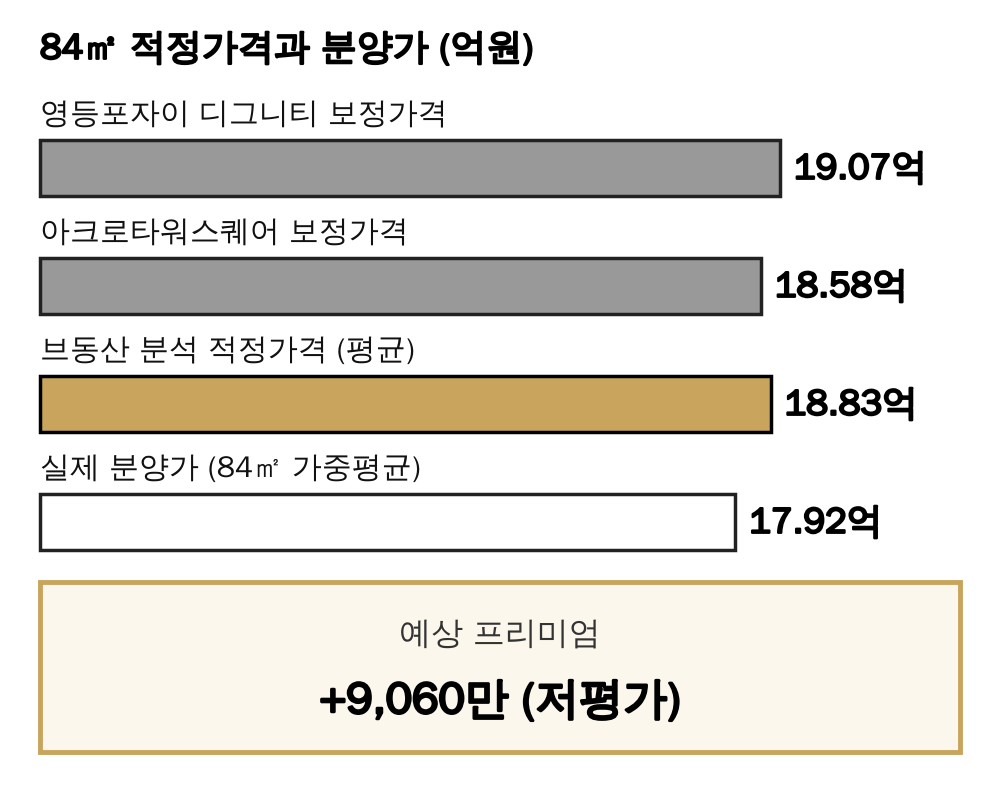 84㎡ 적정가격과 분양가 (억원)
영등포자이 디그니티 보정가격
19.07억
아크로타워스퀘어 보정가격
18.58억
브동산 분석 적정가격 (평균)
18.83억
실제 분양가 (84㎡ 가중평균)
17.92억
예상 프리미엄
+9,060만 (저평가)